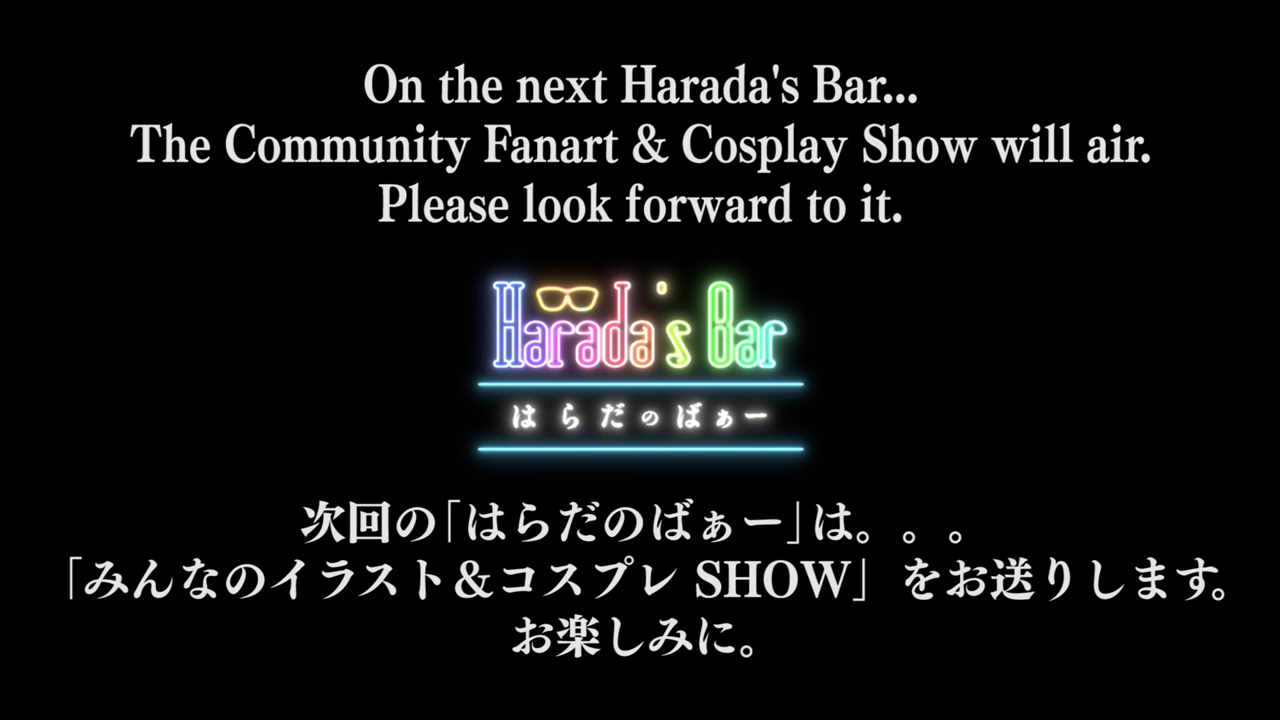 On the next Harada's Bar...
The Community Fanart & Cosplay Show will air.
Please look forward to it.
Harada's Bar
はらだのばぁー
次回の「はらだのばぁー」は。。。
「みんなのイラスト＆コスプレ SHOW」をお送りします。
お楽しみに。